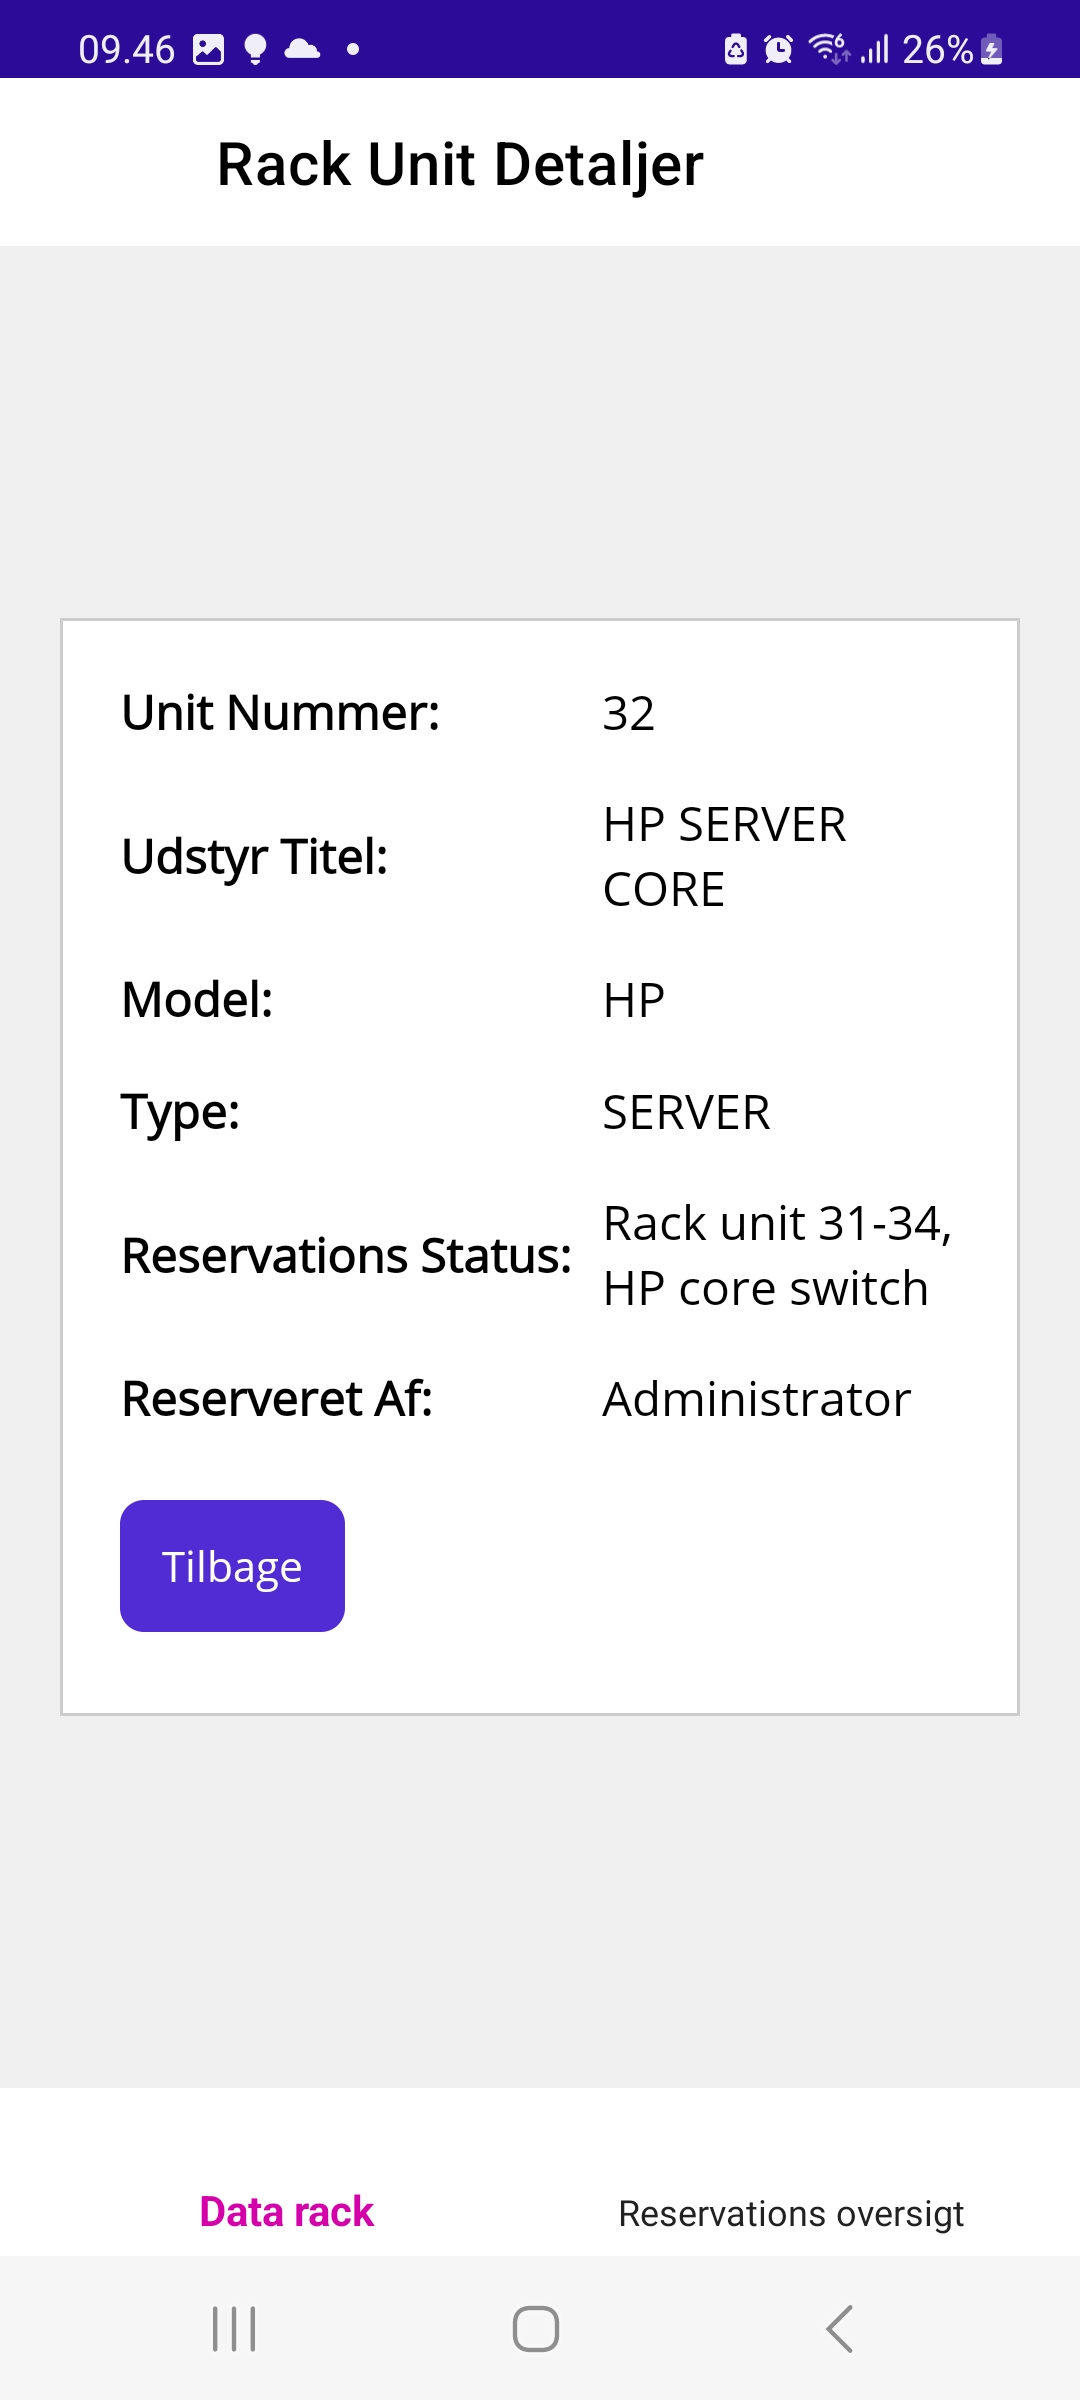 09.46
26%
Rack Unit Detaljer
Unit Nummer: 32
Udstyr Titel: HP SERVER
CORE
Model: HP
Type: SERVER
Reservations Status: Rack unit 31-34,
HP core switch
Reserveret Af: Administrator
Tilbage
Data rack
Reservations oversigt